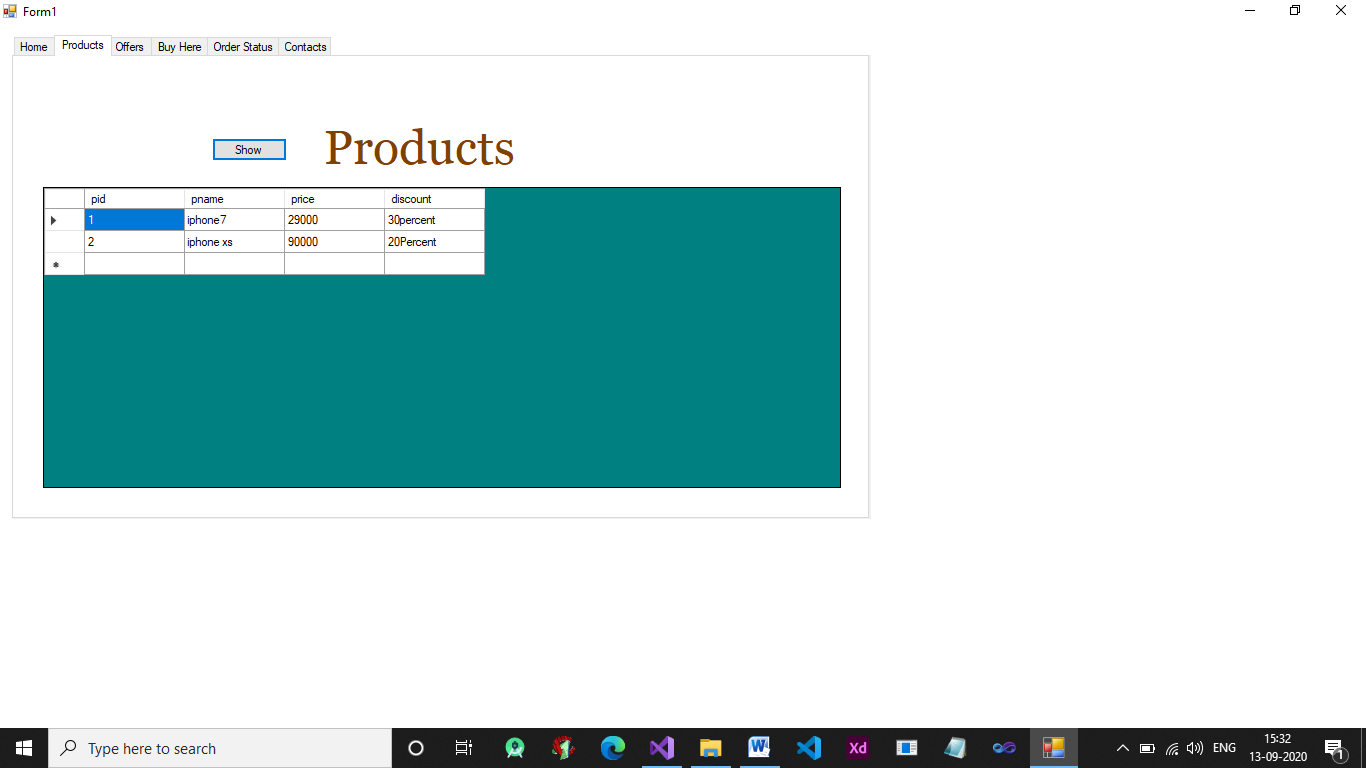 Form1
Home Products Offers Buy Here Order Status Contacts
Show Products
pid pname price discount
1 iphone7 29000 30percent
2 iphone xs 90000 20Percent
Type here to search Xd ENG 15:32
13-09-2020 1